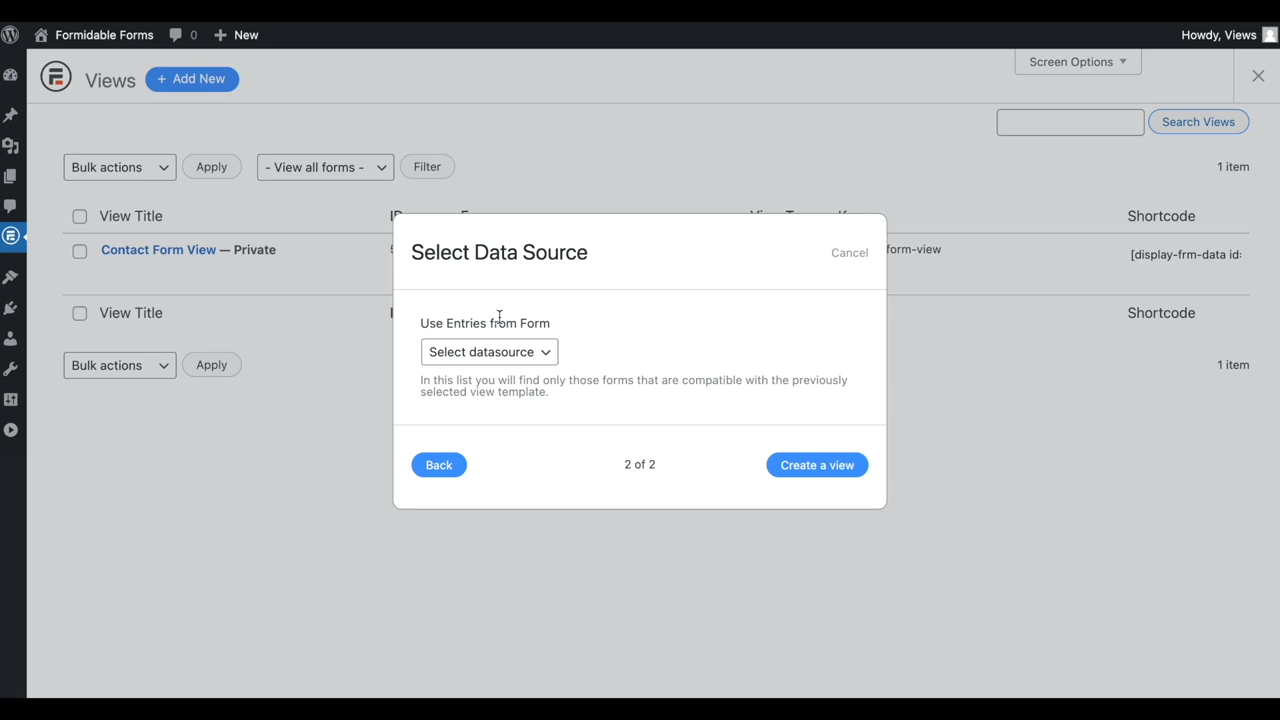 Formidable Forms 0 + New Howdy, Views
Views + Add New Screen Options
Search Views
Bulk actions Apply - View all forms - Filter 1 item
View Title Shortcode
Contact Form View — Private form-view [display-frm-data id:
View Title Shortcode
Bulk actions Apply 1 item
Select Data Source Cancel
Use Entries from Form
Select datasource
In this list you will find only those forms that are compatible with the previously
selected view template.
Back 2 of 2 Create a view